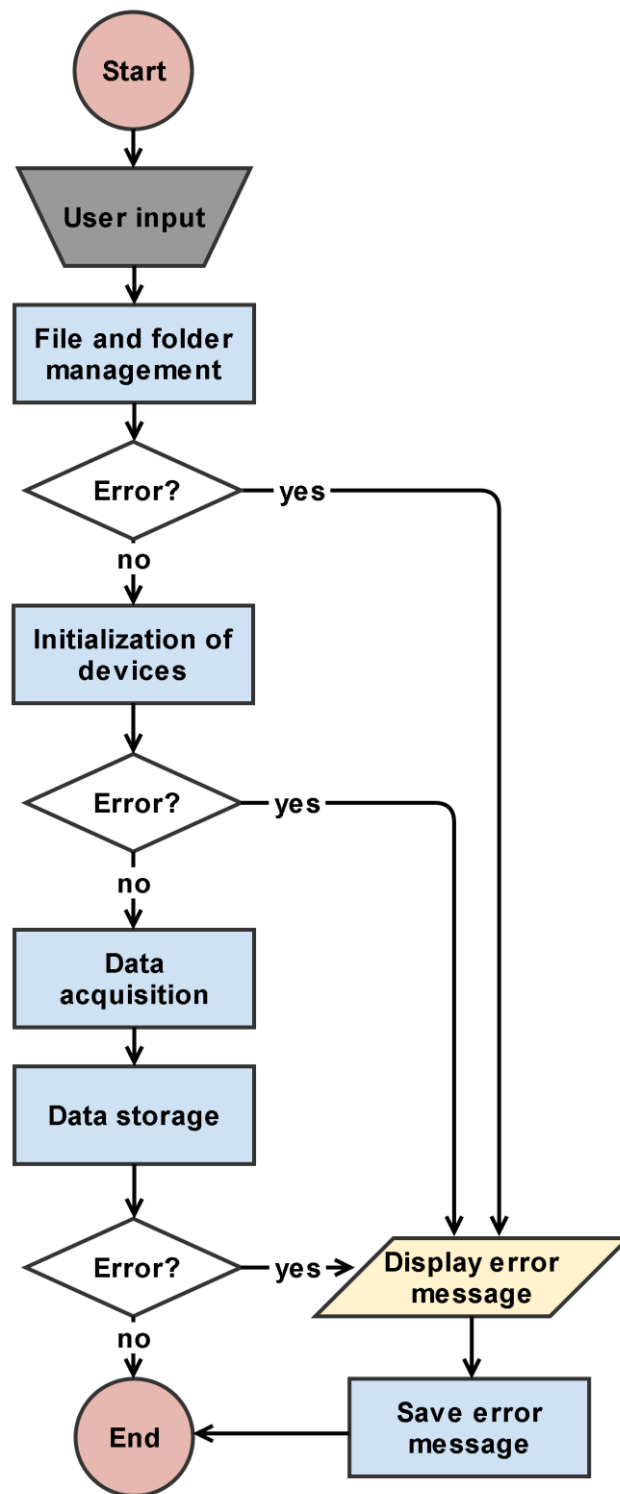 Start
User input
File and folder
management
Error?
yes
no
Initialization of
devices
Error?
yes
no
Data
acquisition
Data storage
Error?
yes
Display error
message
no
End
Save error
message